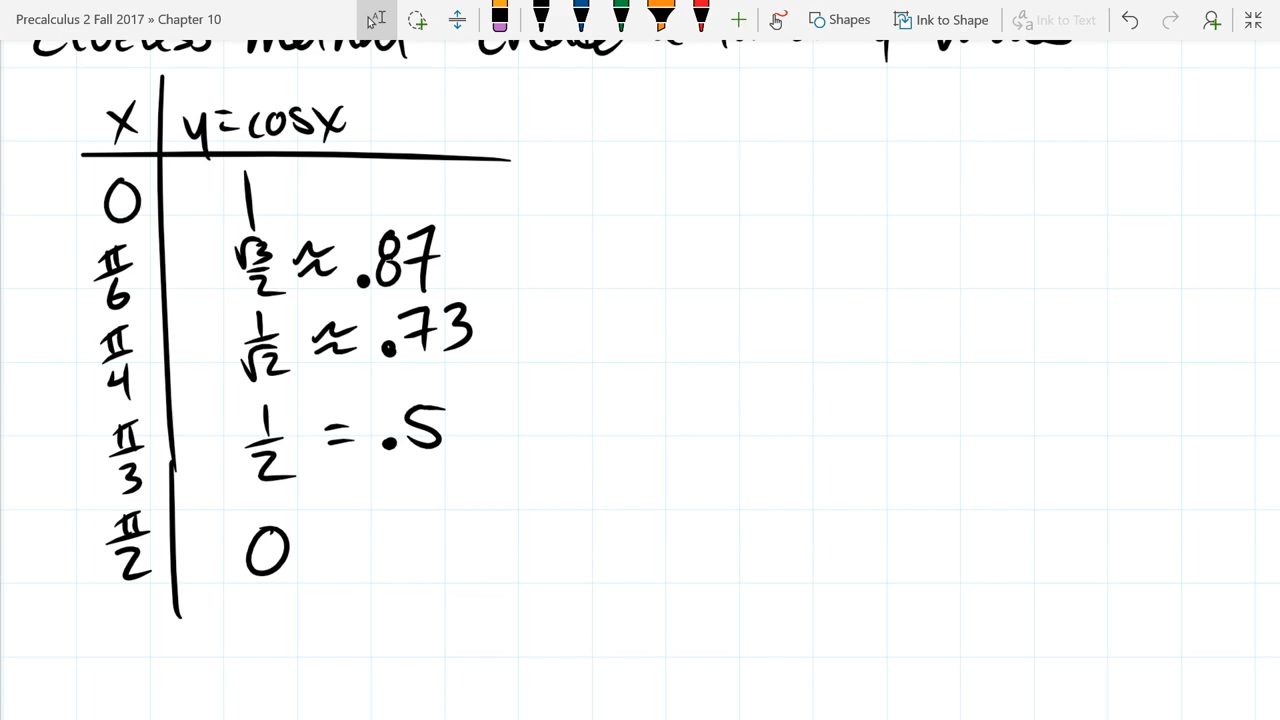 Precalculus 2 Fall 2017 » Chapter 10
Shapes
Ink to Shape
Ink to Text
x y=cosx
0 1
π/6 √3/2 ≈ .87
π/4 1/√2 ≈ .73
π/3 1/2 = .5
π/2 0